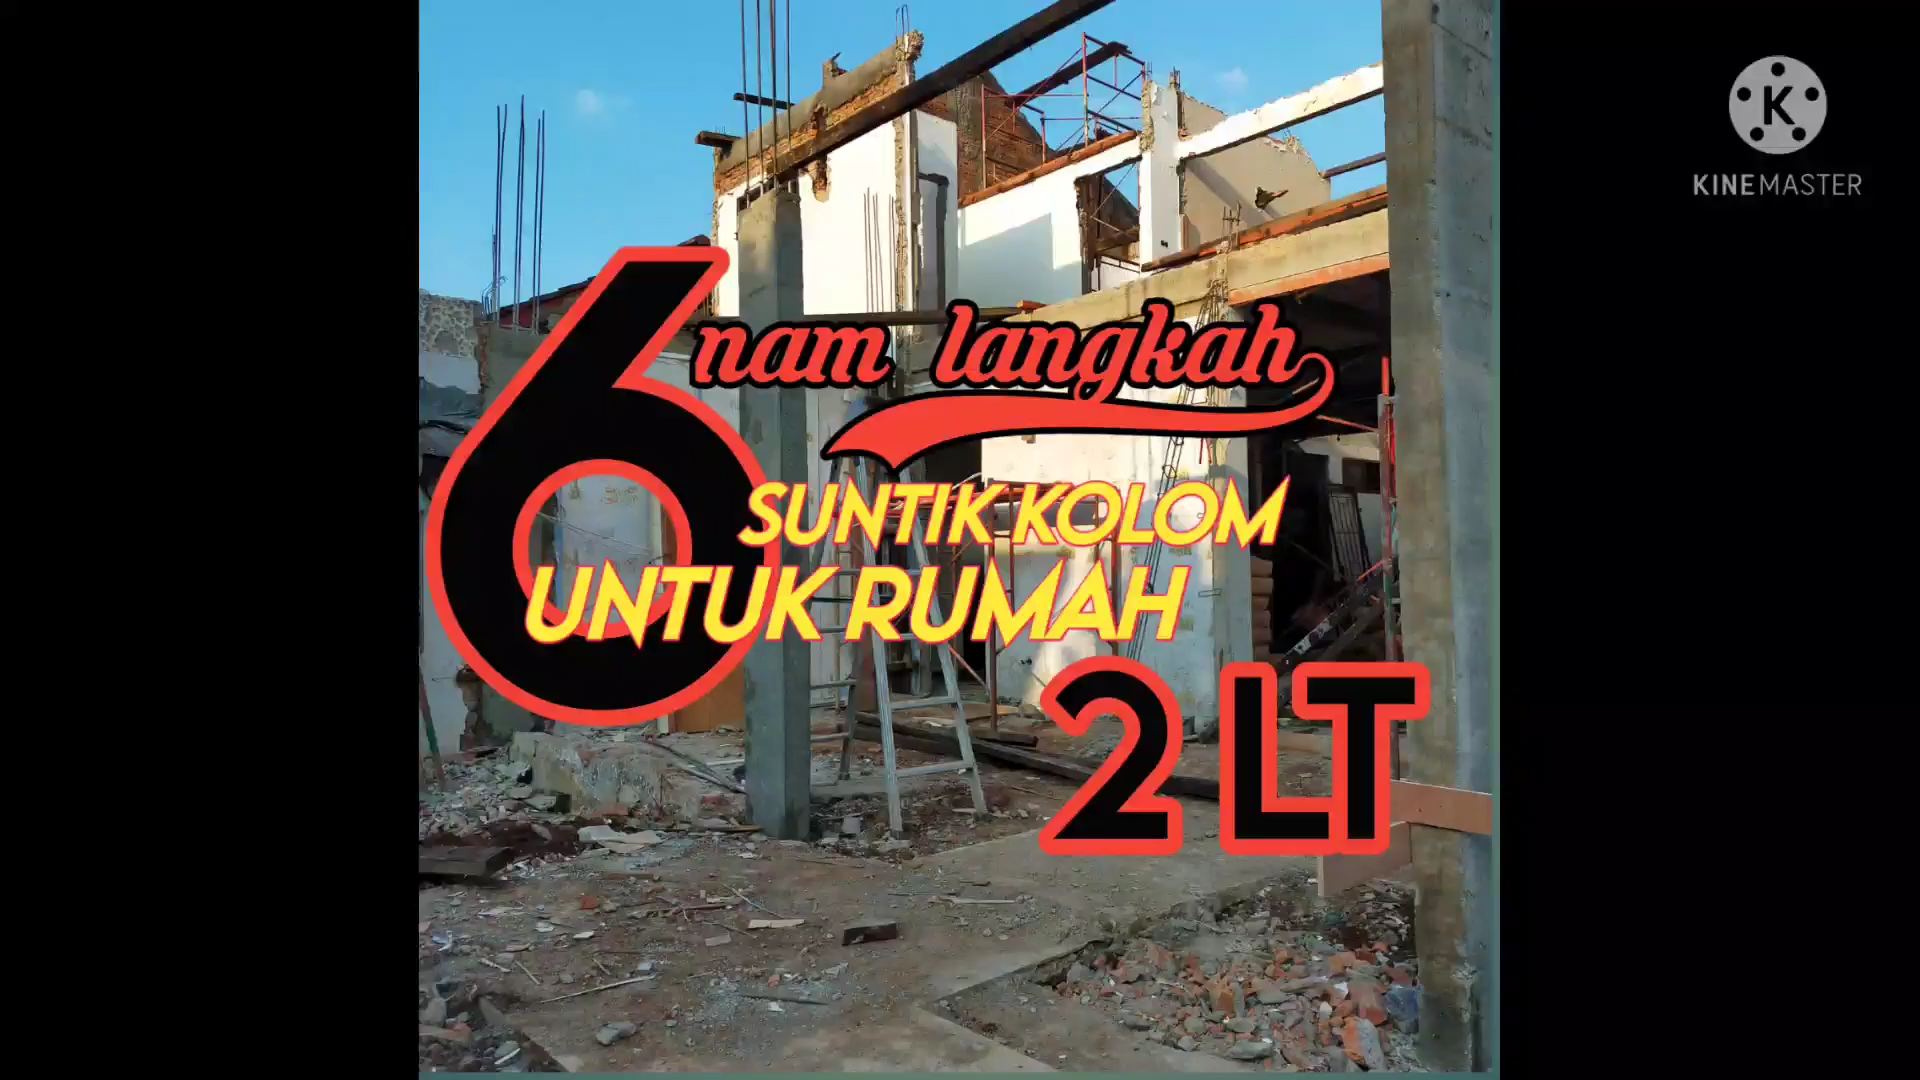 6nam langkah
SUNTIK KOLOM
UNTUK RUMAH
2 LT
K
KINEMASTER